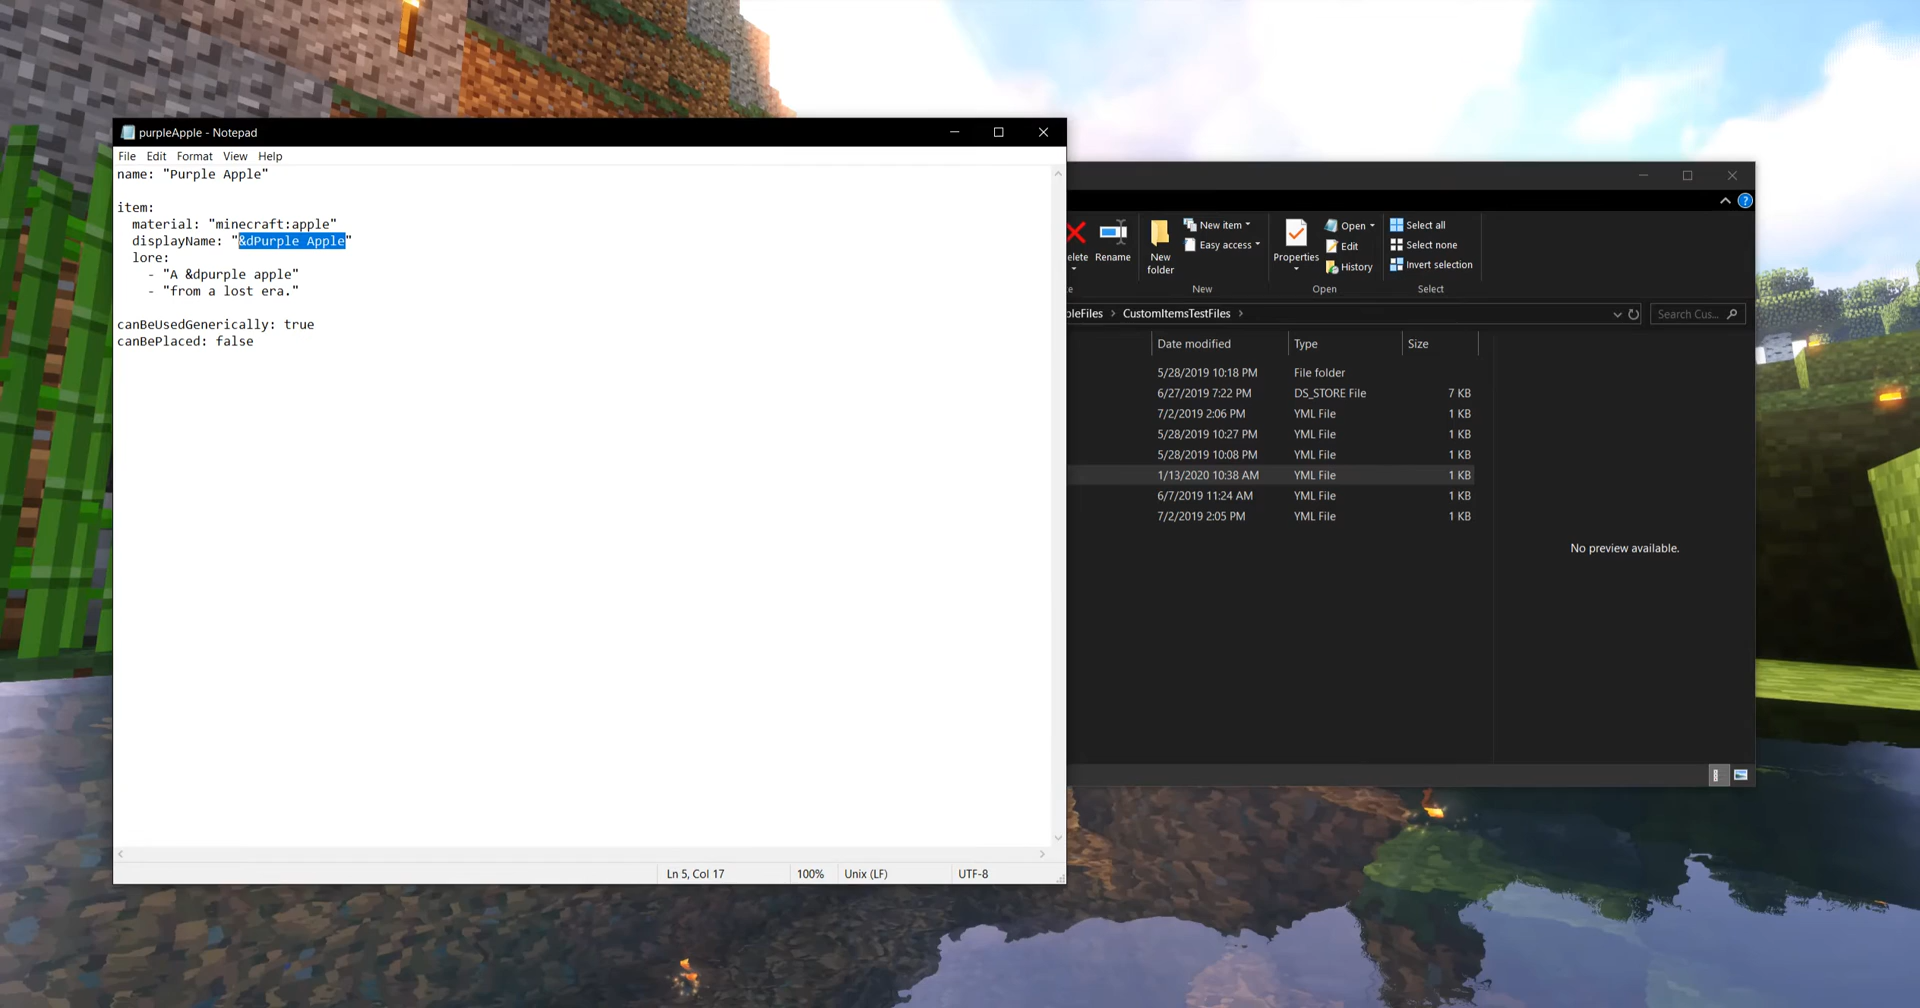 purpleApple - Notepad
File Edit Format View Help
name: "Purple Apple"
item:
material: "minecraft:apple"
displayName: "&dPurple Apple"
lore:
- "A &dpurple apple"
- "from a lost era."
canBeUsedGenerically: true
canBePlaced: false
Ln 5, Col 17 100% Unix (LF) UTF-8
elete
Rename
New folder
New item
Easy access
New
Properties
Open
Edit
History
Open
Select all
Select none
Invert selection
Select
bleFiles > CustomItemsTestFiles >
Search Cus...
Date modified Type Size
5/28/2019 10:18 PM File folder
6/27/2019 7:22 PM DS_STORE File 7 KB
7/2/2019 2:06 PM YML File 1 KB
5/28/2019 10:27 PM YML File 1 KB
5/28/2019 10:08 PM YML File 1 KB
1/13/2020 10:38 AM YML File 1 KB
6/7/2019 11:24 AM YML File 1 KB
7/2/2019 2:05 PM YML File 1 KB
No preview available.